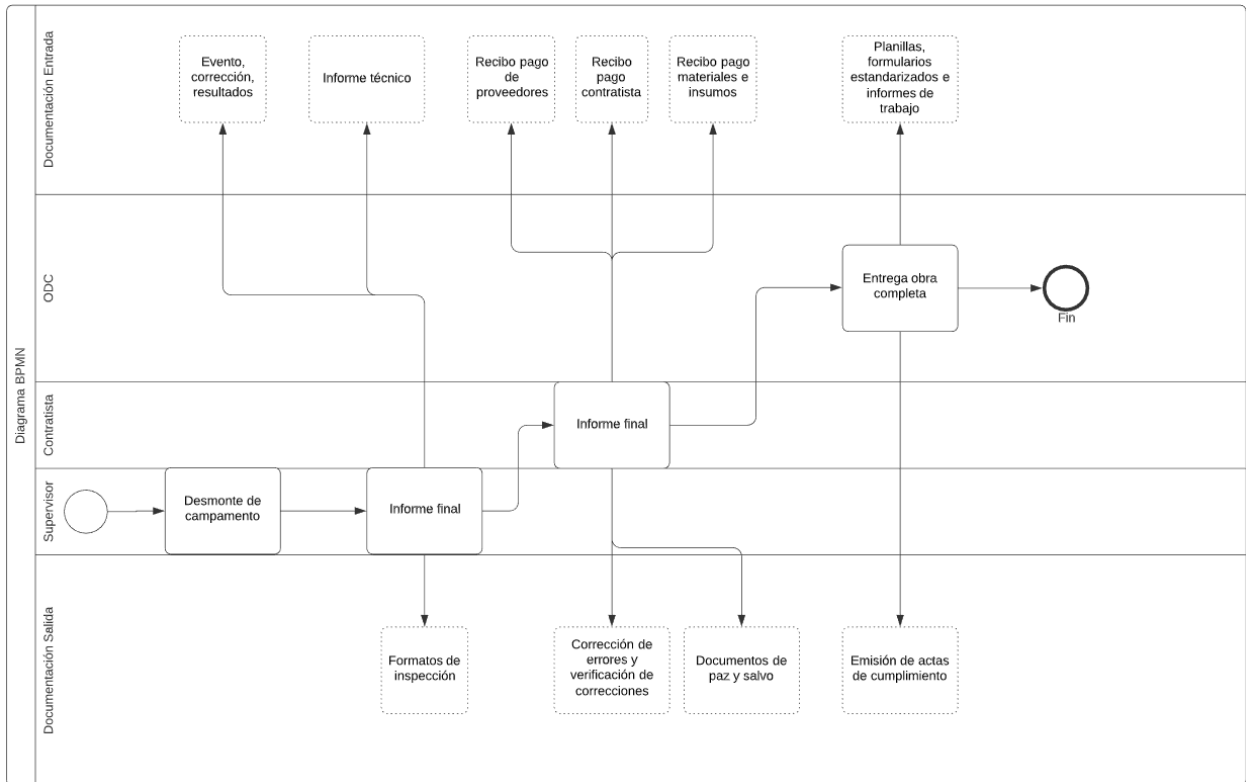 Diagrama BPMN
Documentación Entrada
Evento,
corrección,
resultados
Informe técnico
Recibo pago
de
proveedores
Recibo
pago
contratista
Recibo pago
materiales e
insumos
Planillas,
formularios
estandarizados e
informes de
trabajo
ODC
Entrega obra
completa
Fin
Contratista
Informe final
Supervisor
Desmonte de
campamento
Informe final
Documentación Salida
Formatos de
inspección
Corrección de
errores y
verificación de
correcciones
Documentos de
paz y salvo
Emisión de actas
de cumplimiento